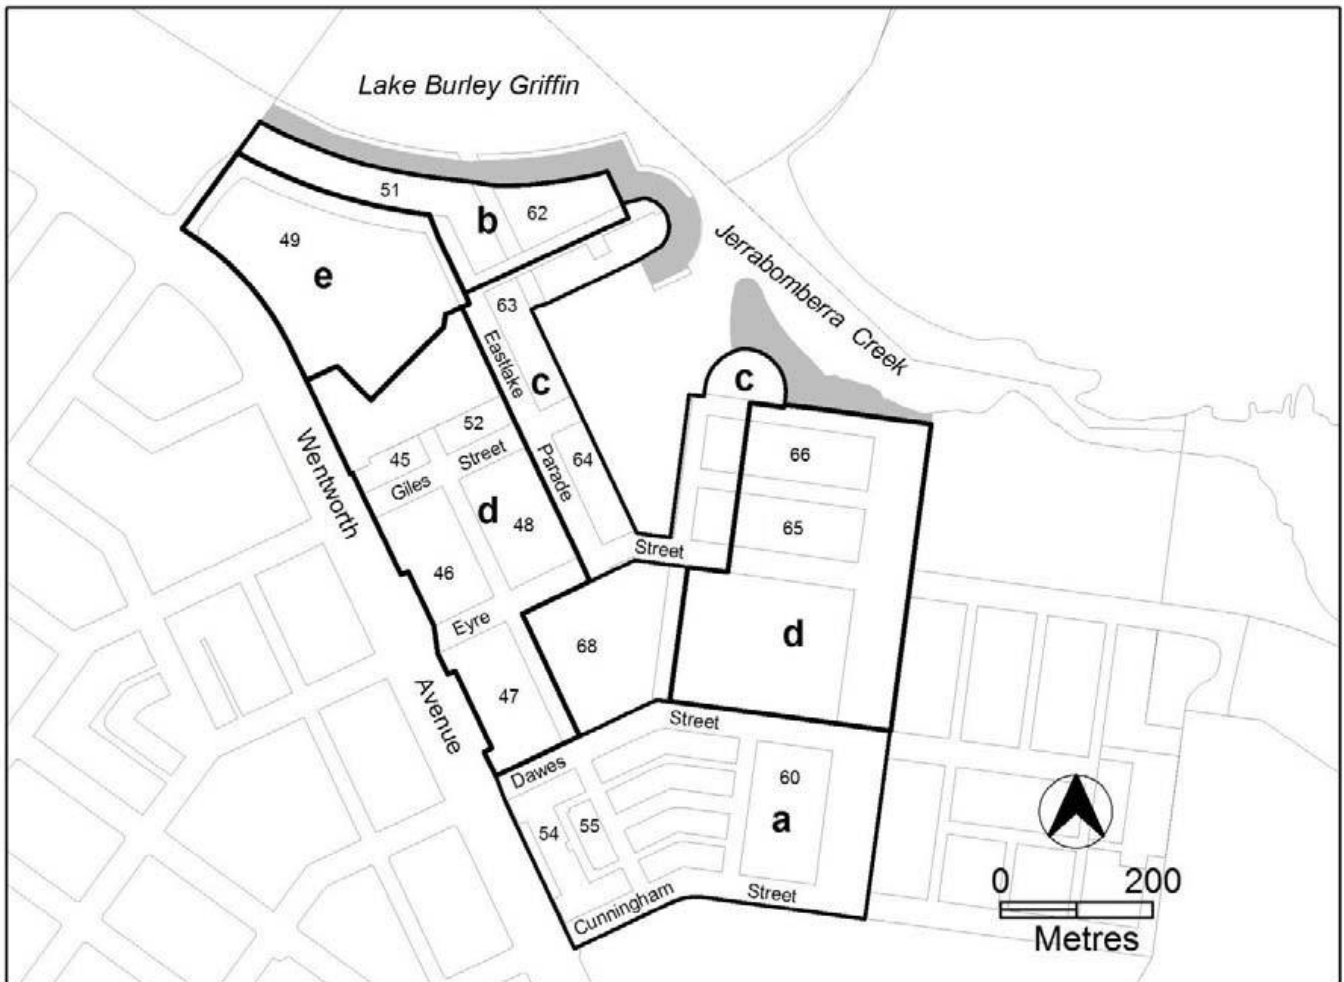 Lake Burley Griffin
51
b
62
49
e
Jerrabomberra Creek
63
Eastlake
c
c
52
45
Street
Giles
Parade
64
66
Wentworth
d
48
65
Street
46
Eyre
68
d
47
Avenue
Street
Dawes
60
54
55
a
Cunningham
Street
0 200
Metres